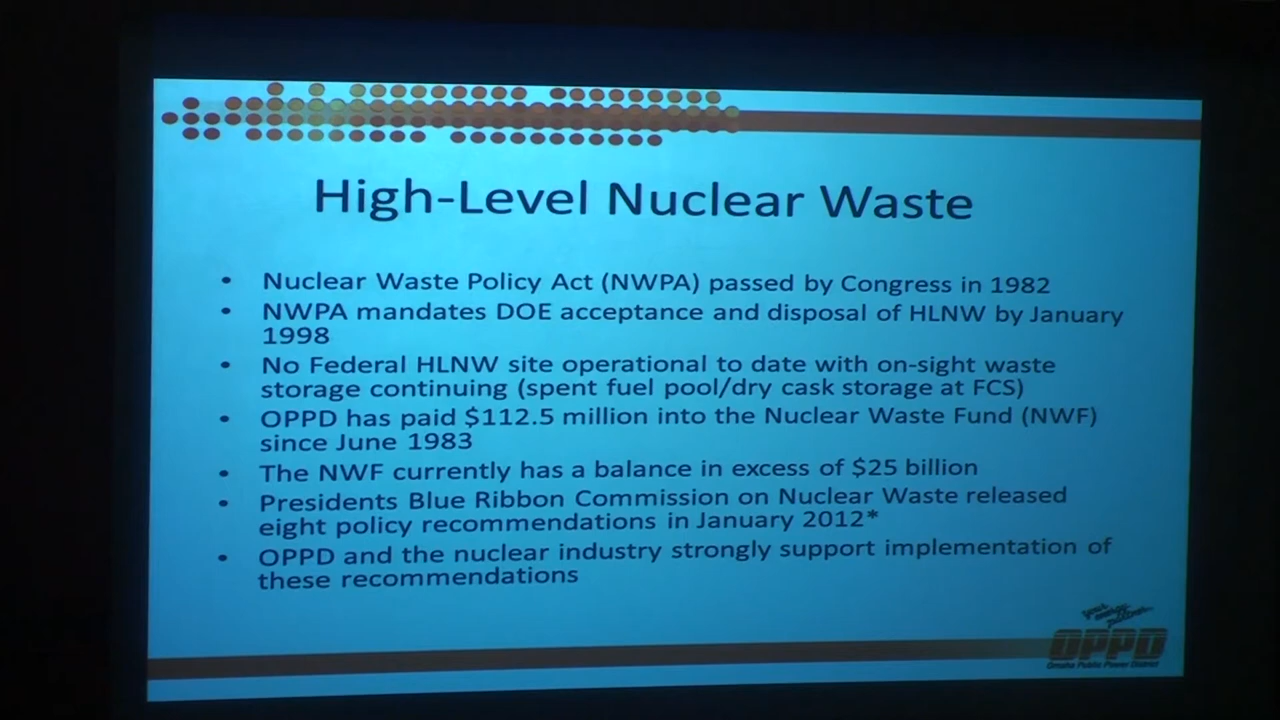 High-Level Nuclear Waste
• Nuclear Waste Policy Act (NWPA) passed by Congress in 1982
• NWPA mandates DOE acceptance and disposal of HLNW by January
1998
• No Federal HLNW site operational to date with on-sight waste
storage continuing (spent fuel pool/dry cask storage at FCS)
• OPPD has paid $112.5 million into the Nuclear Waste Fund (NWF)
since June 1983
• The NWF currently has a balance in excess of $25 billion
• Presidents Blue Ribbon Commission on Nuclear Waste released
eight policy recommendations in January 2012*
• OPPD and the nuclear industry strongly support implementation of
these recommendations
OPPD
Omaha Public Power District